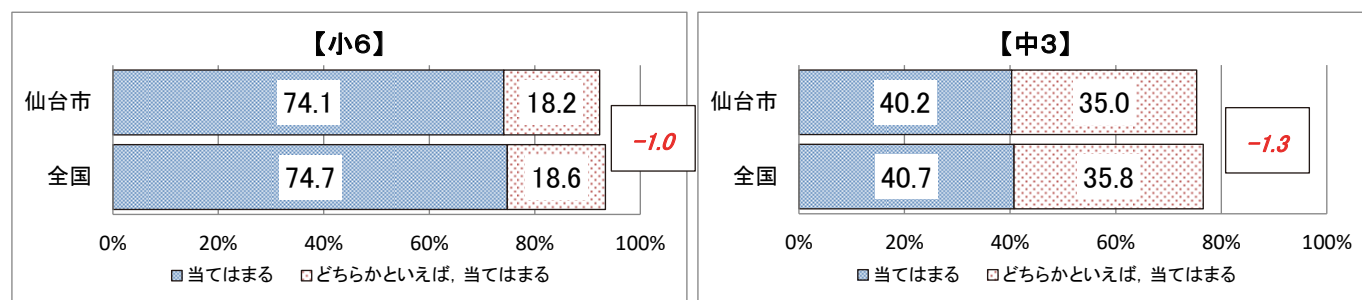 【小6】
仙台市 74.1 18.2
-1.0
全国 74.7 18.6
0% 20% 40% 60% 80% 100%
当てはまる どちらかといえば，当てはまる
【中3】
仙台市 40.2 35.0
-1.3
全国 40.7 35.8
0% 20% 40% 60% 80% 100%
当てはまる どちらかといえば，当てはまる